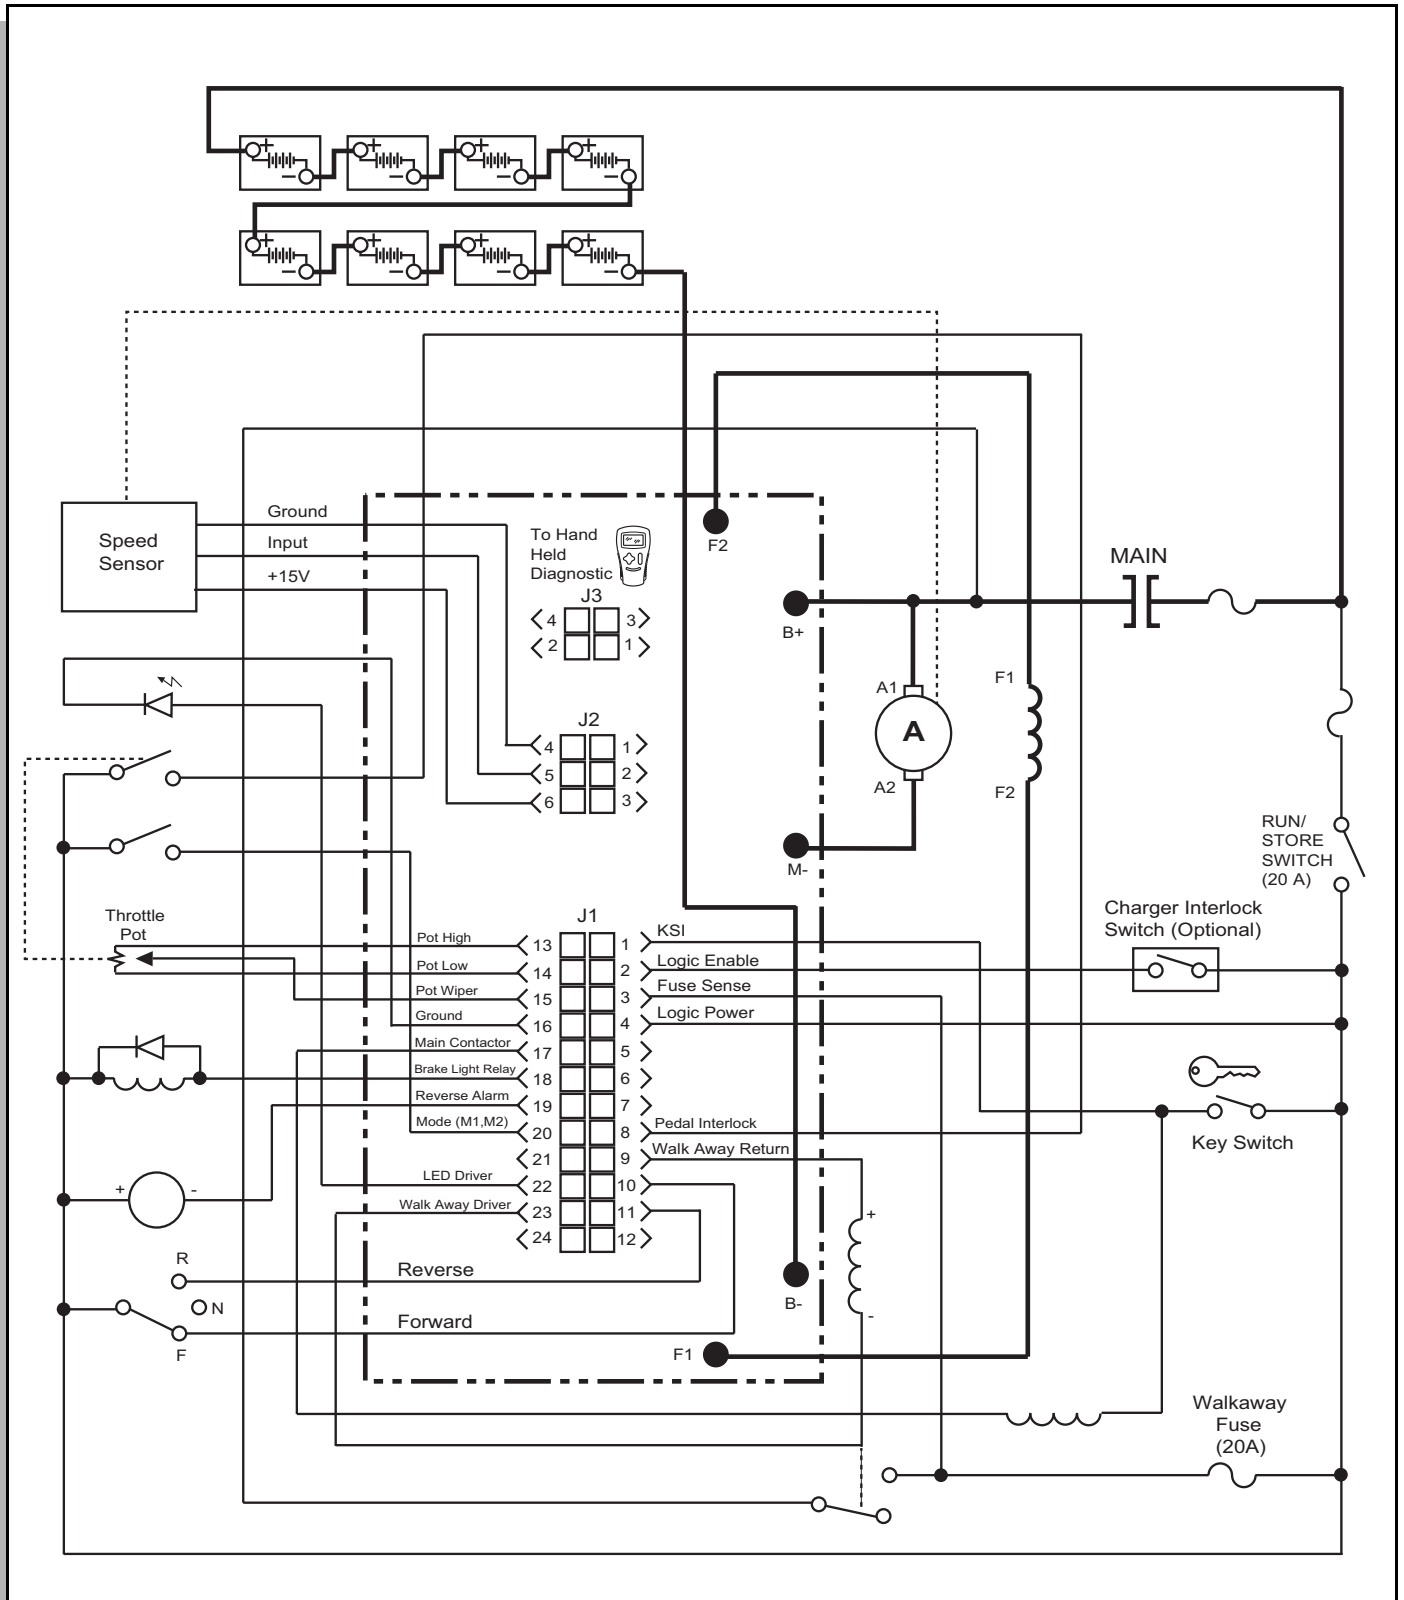 Speed
Sensor
Ground
Input
+15V
To Hand
Held
Diagnostic
J3
4 3
2 1
F2
B+
MAIN
A1
A
A2
F1
F2
J2
4 1
5 2
6 3
M-
RUN/
STORE
SWITCH
(20 A)
Charger Interlock
Switch (Optional)
Throttle
Pot
J1
Pot High 13 1 KSI
Pot Low 14 2 Logic Enable
Pot Wiper 15 3 Fuse Sense
Ground 16 4 Logic Power
Main Contactor 17 5
Brake Light Relay 18 6
Reverse Alarm 19 7
Mode (M1,M2) 20 8 Pedal Interlock
21 9 Walk Away Return
LED Driver 22 10
Walk Away Driver 23 11
24 12
Key Switch
+ -
+
-
R
N
F
Reverse
Forward
B-
F1
Walkaway
Fuse
(20A)